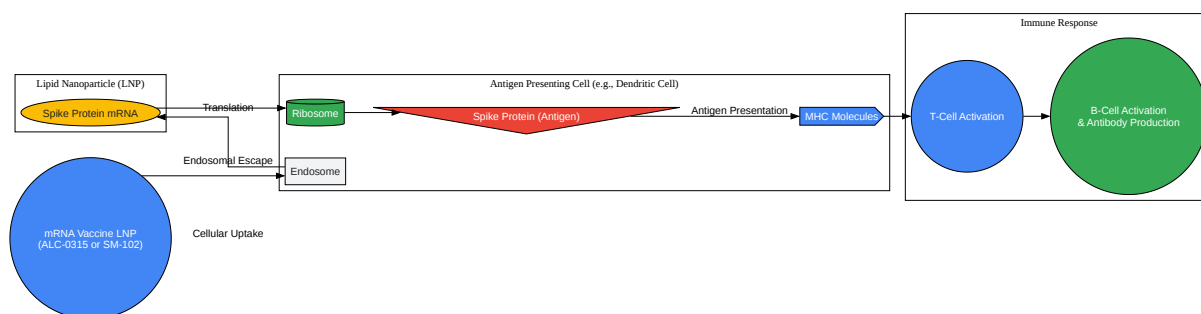 Immune Response
Lipid Nanoparticle (LNP)
Antigen Presenting Cell (e.g., Dendritic Cell)
Spike Protein mRNA
Translation
Ribosome
Spike Protein (Antigen)
Antigen Presentation
MHC Molecules
T-Cell Activation
B-Cell Activation
& Antibody Production
Endosomal Escape
Endosome
mRNA Vaccine LNP
(ALC-0315 or SM-102)
Cellular Uptake